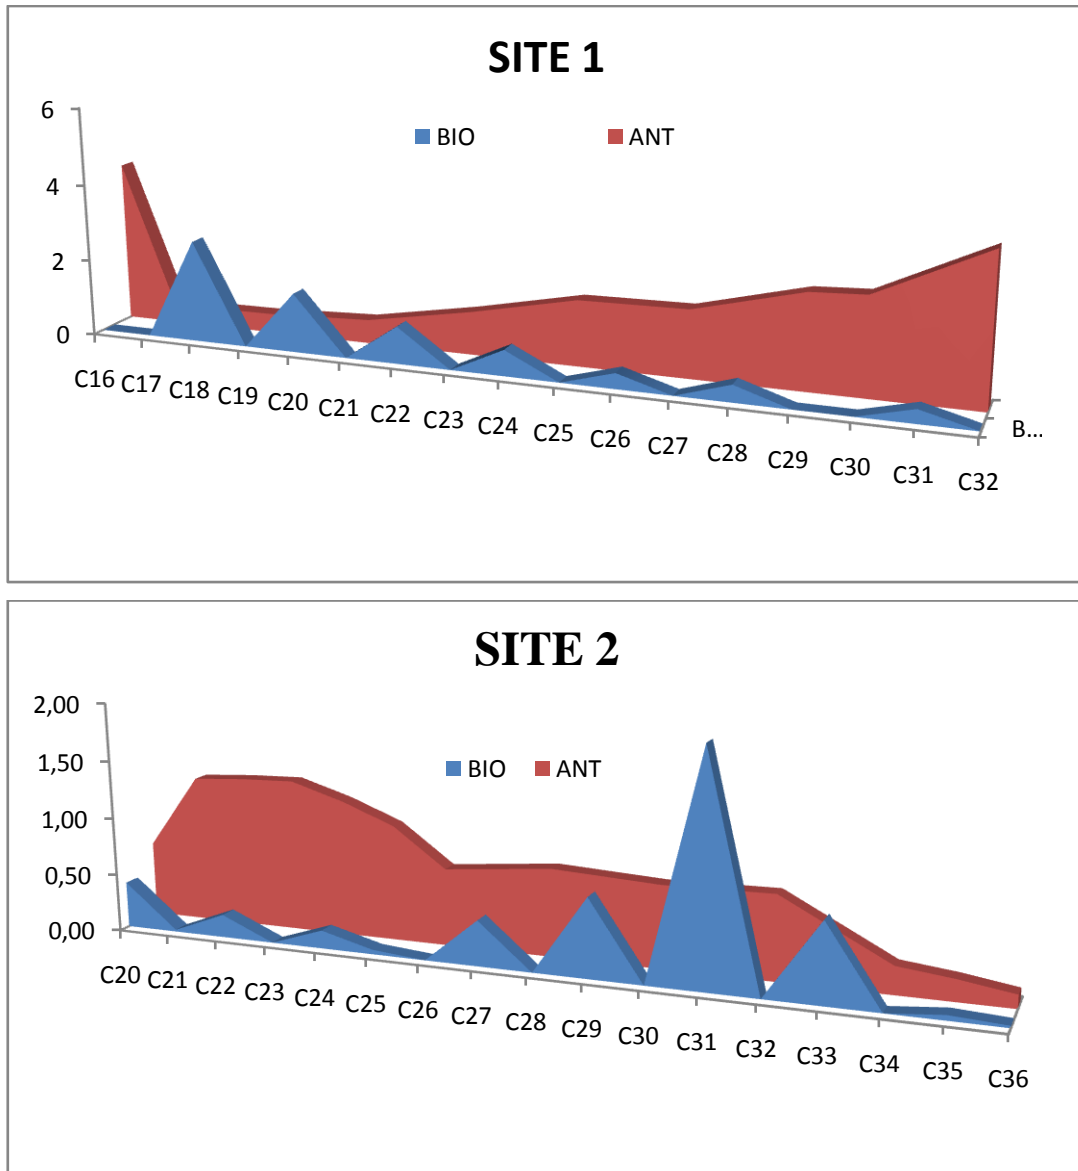 SITE 1
BIO ANT
6
4
2
0
C16 C17 C18 C19 C20 C21 C22 C23 C24 C25 C26 C27 C28 C29 C30 C31 C32
B...
SITE 2
BIO ANT
2,00
1,50
1,00
0,50
0,00
C20 C21 C22 C23 C24 C25 C26 C27 C28 C29 C30 C31 C32 C33 C34 C35 C36